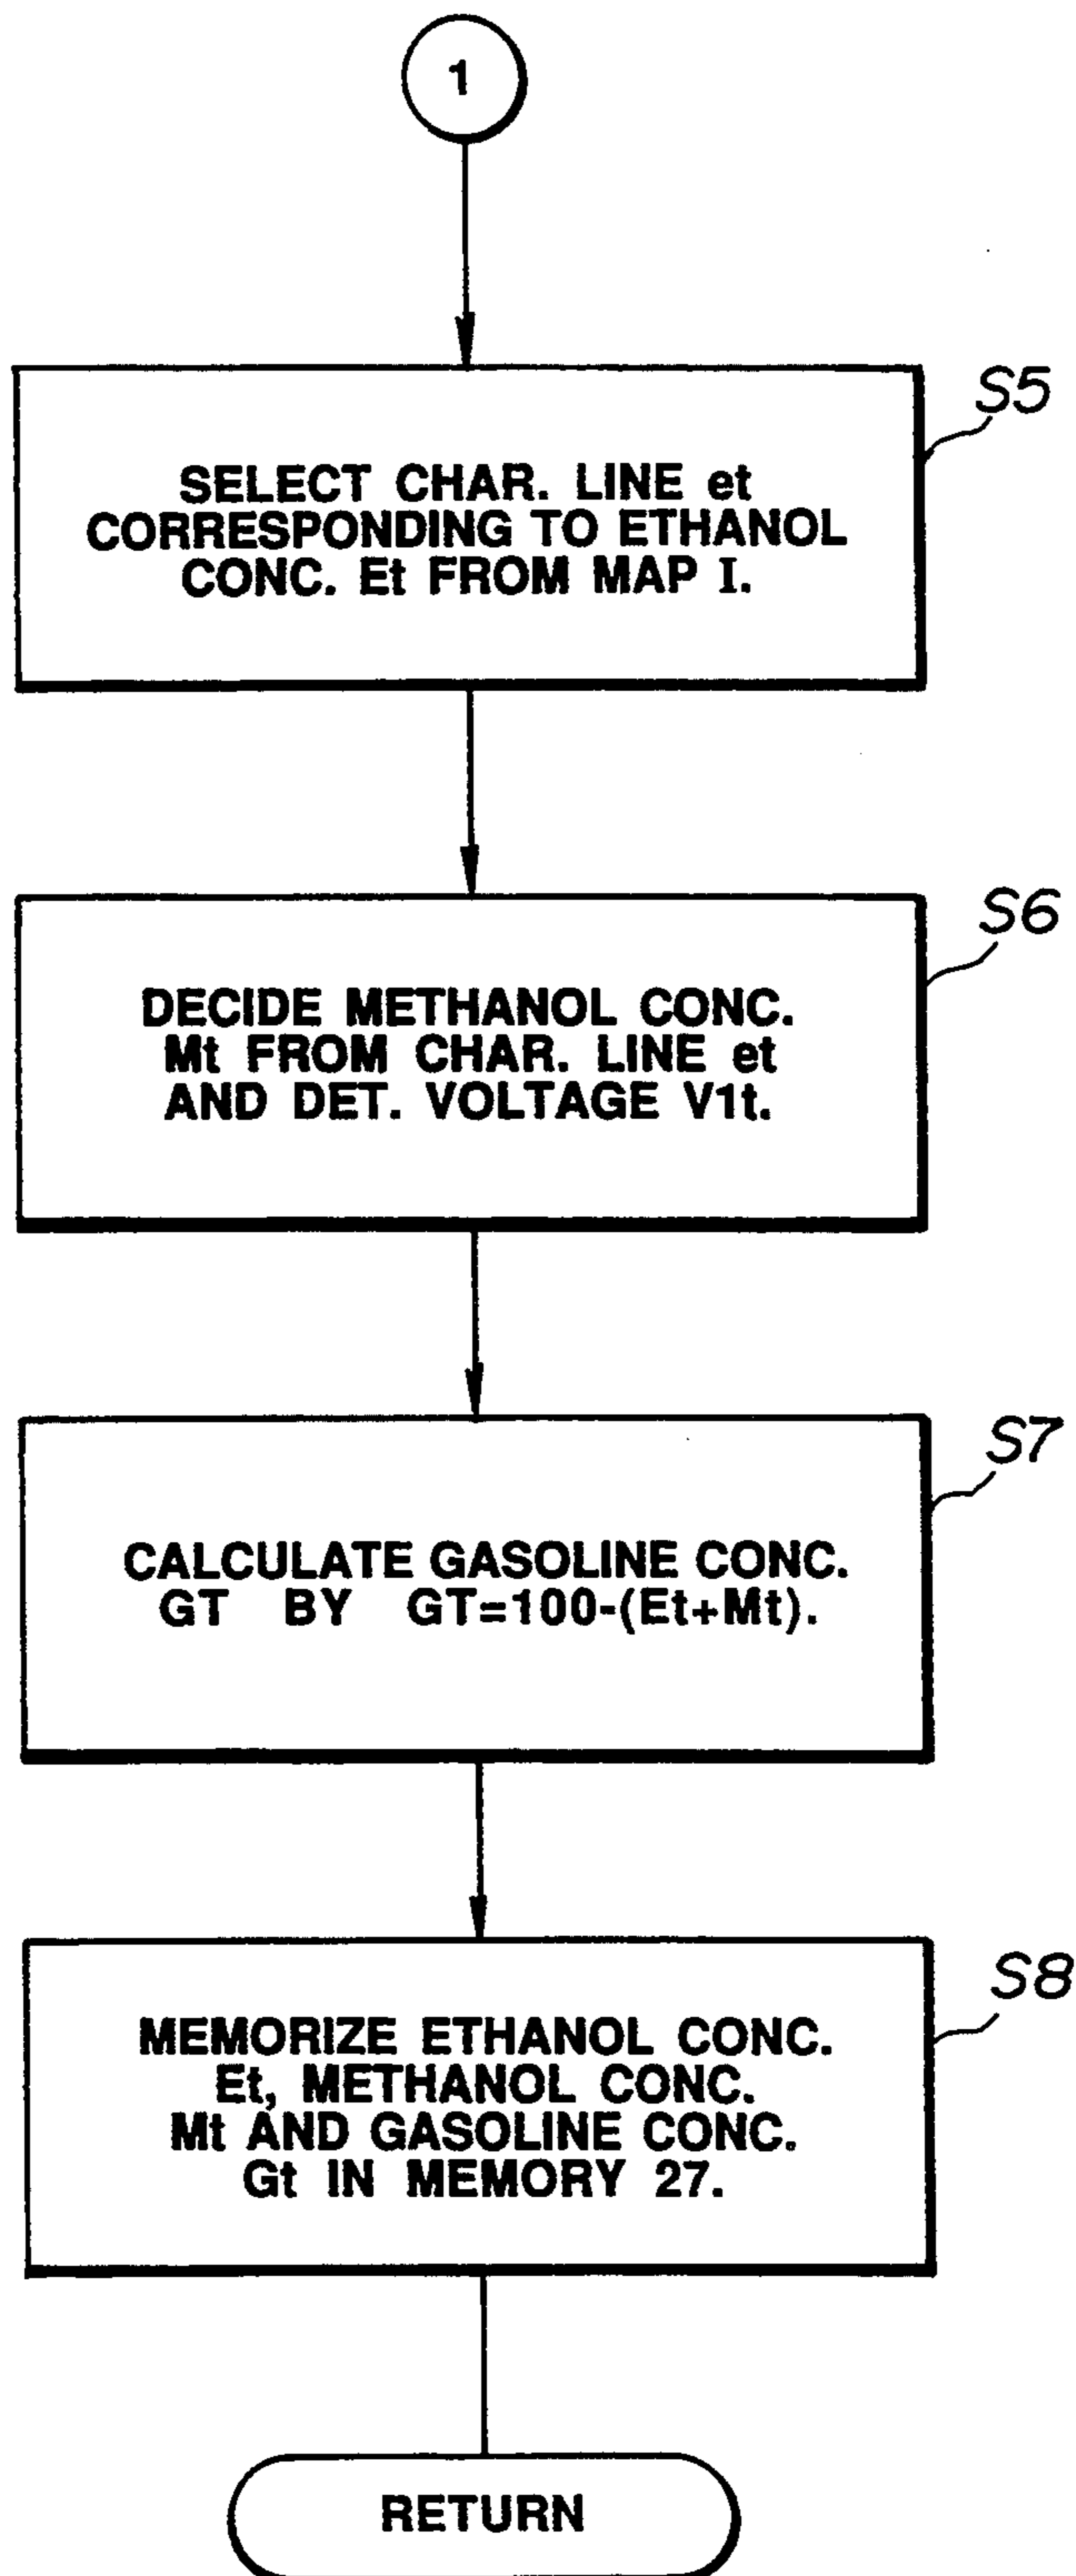 1
S5
SELECT CHAR. LINE et
CORRESPONDING TO ETHANOL
CONC. Et FROM MAP I.
S6
DECIDE METHANOL CONC.
Mt FROM CHAR. LINE et
AND DET. VOLTAGE V1t.
S7
CALCULATE GASOLINE CONC.
GT BY GT=100-(Et+Mt).
S8
MEMORIZE ETHANOL CONC.
Et, METHANOL CONC.
Mt AND GASOLINE CONC.
Gt IN MEMORY 27.
RETURN